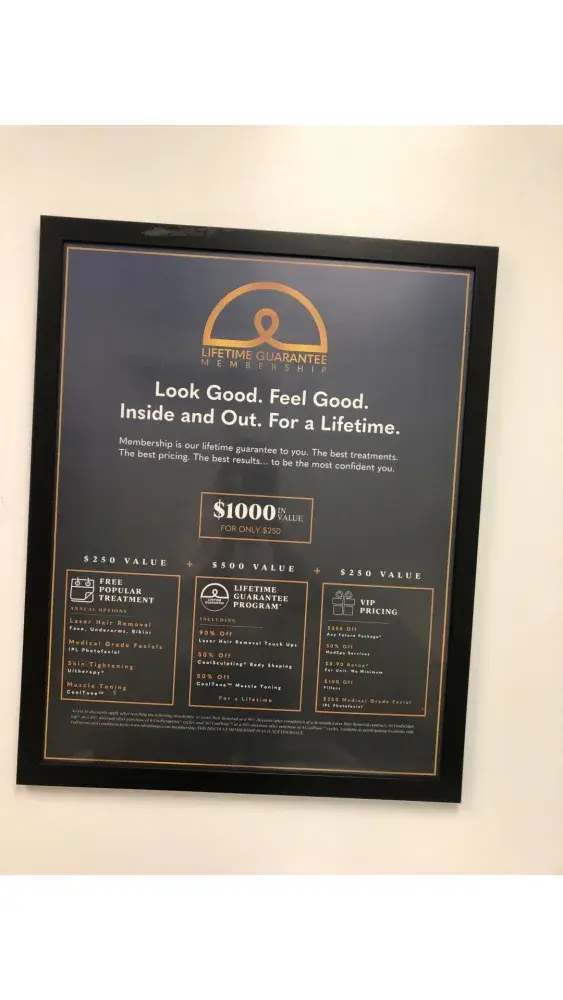 LIFETIME GUARANTEE
MEMBERSHIP
Look Good. Feel Good.
Inside and Out. For a Lifetime.
Membership is our lifetime guarantee to you. The best treatments.
The best pricing. The best results... to be the most confident you.
$1000 IN VALUE
FOR ONLY $250
$250 VALUE + $500 VALUE + $250 VALUE
FREE
POPULAR
TREATMENT
ANNUAL OPTIONS
Laser Hair Removal
Face, Underarms, Bikini
Medical Grade Facials
IPL Photofacial
Skin Tightening
Ultherapy®
Muscle Toning
CoolTone™
LIFETIME
GUARANTEE
PROGRAM*
INCLUDING
90% Off
Laser Hair Removal Touch Ups
50% Off
CoolSculpting® Body Shaping
50% Off
CoolTone™ Muscle Toning
For a Lifetime
VIP
PRICING
Any Future Package*
50% Off
MedSpa Services
Per Unit. No Minimum
$100 Off
Fillers
$250 Medical Grade Facial
IPL Photofacial